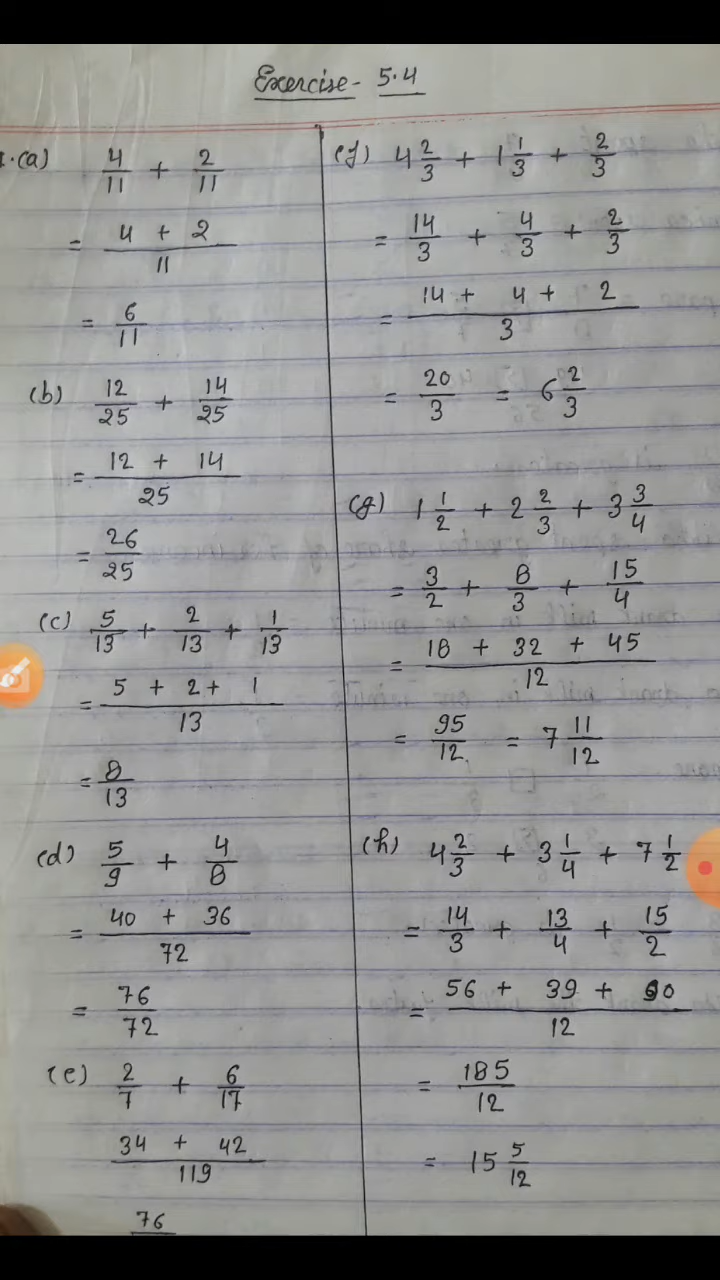 Exercise - 5.4
1.(a) 4/11 + 2/11
= (4 + 2)/11
= 6/11
(b) 12/25 + 14/25
= (12 + 14)/25
= 26/25
(c) 5/13 + 2/13 + 1/13
= (5 + 2 + 1)/13
= 8/13
(d) 5/9 + 4/8
= (40 + 36)/72
= 76/72
(e) 2/7 + 6/17
(34 + 42)/119
76
(f) 4 2/3 + 1 1/3 + 2/3
= 14/3 + 4/3 + 2/3
= (14 + 4 + 2)/3
= 20/3 = 6 2/3
(g) 1 1/2 + 2 2/3 + 3 3/4
= 3/2 + 8/3 + 15/4
= (18 + 32 + 45)/12
= 95/12 = 7 11/12
(h) 4 2/3 + 3 1/4 + 7 1/2
= 14/3 + 13/4 + 15/2
= (56 + 39 + 90)/12
= 185/12
= 15 5/12